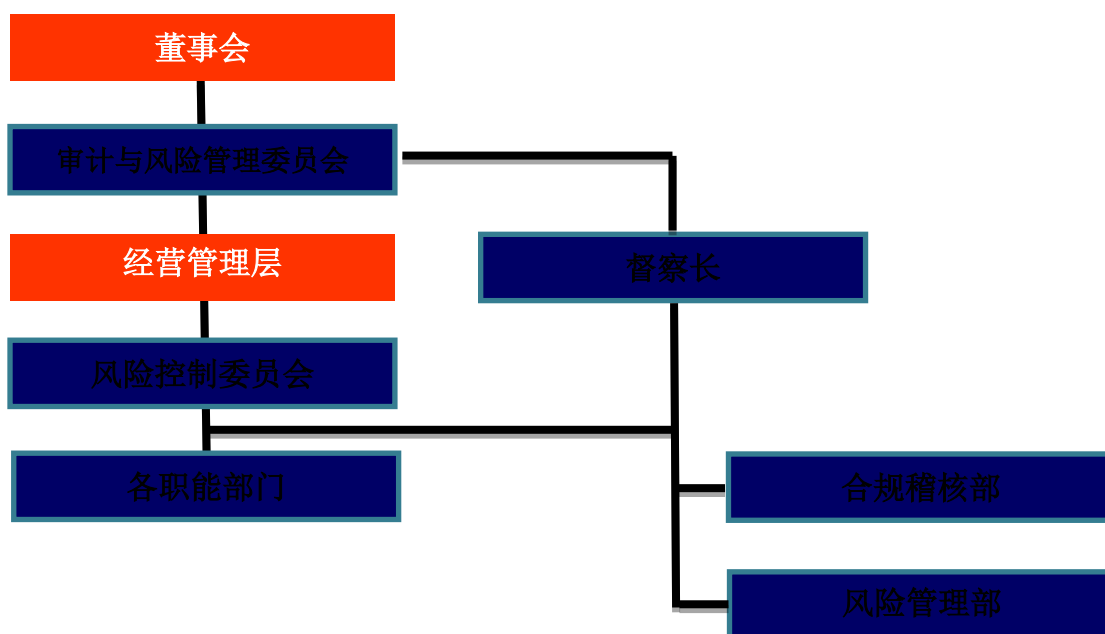 董事会
审计与风险管理委员会
经营管理层
督察长
风险控制委员会
各职能部门
合规稽核部
风险管理部